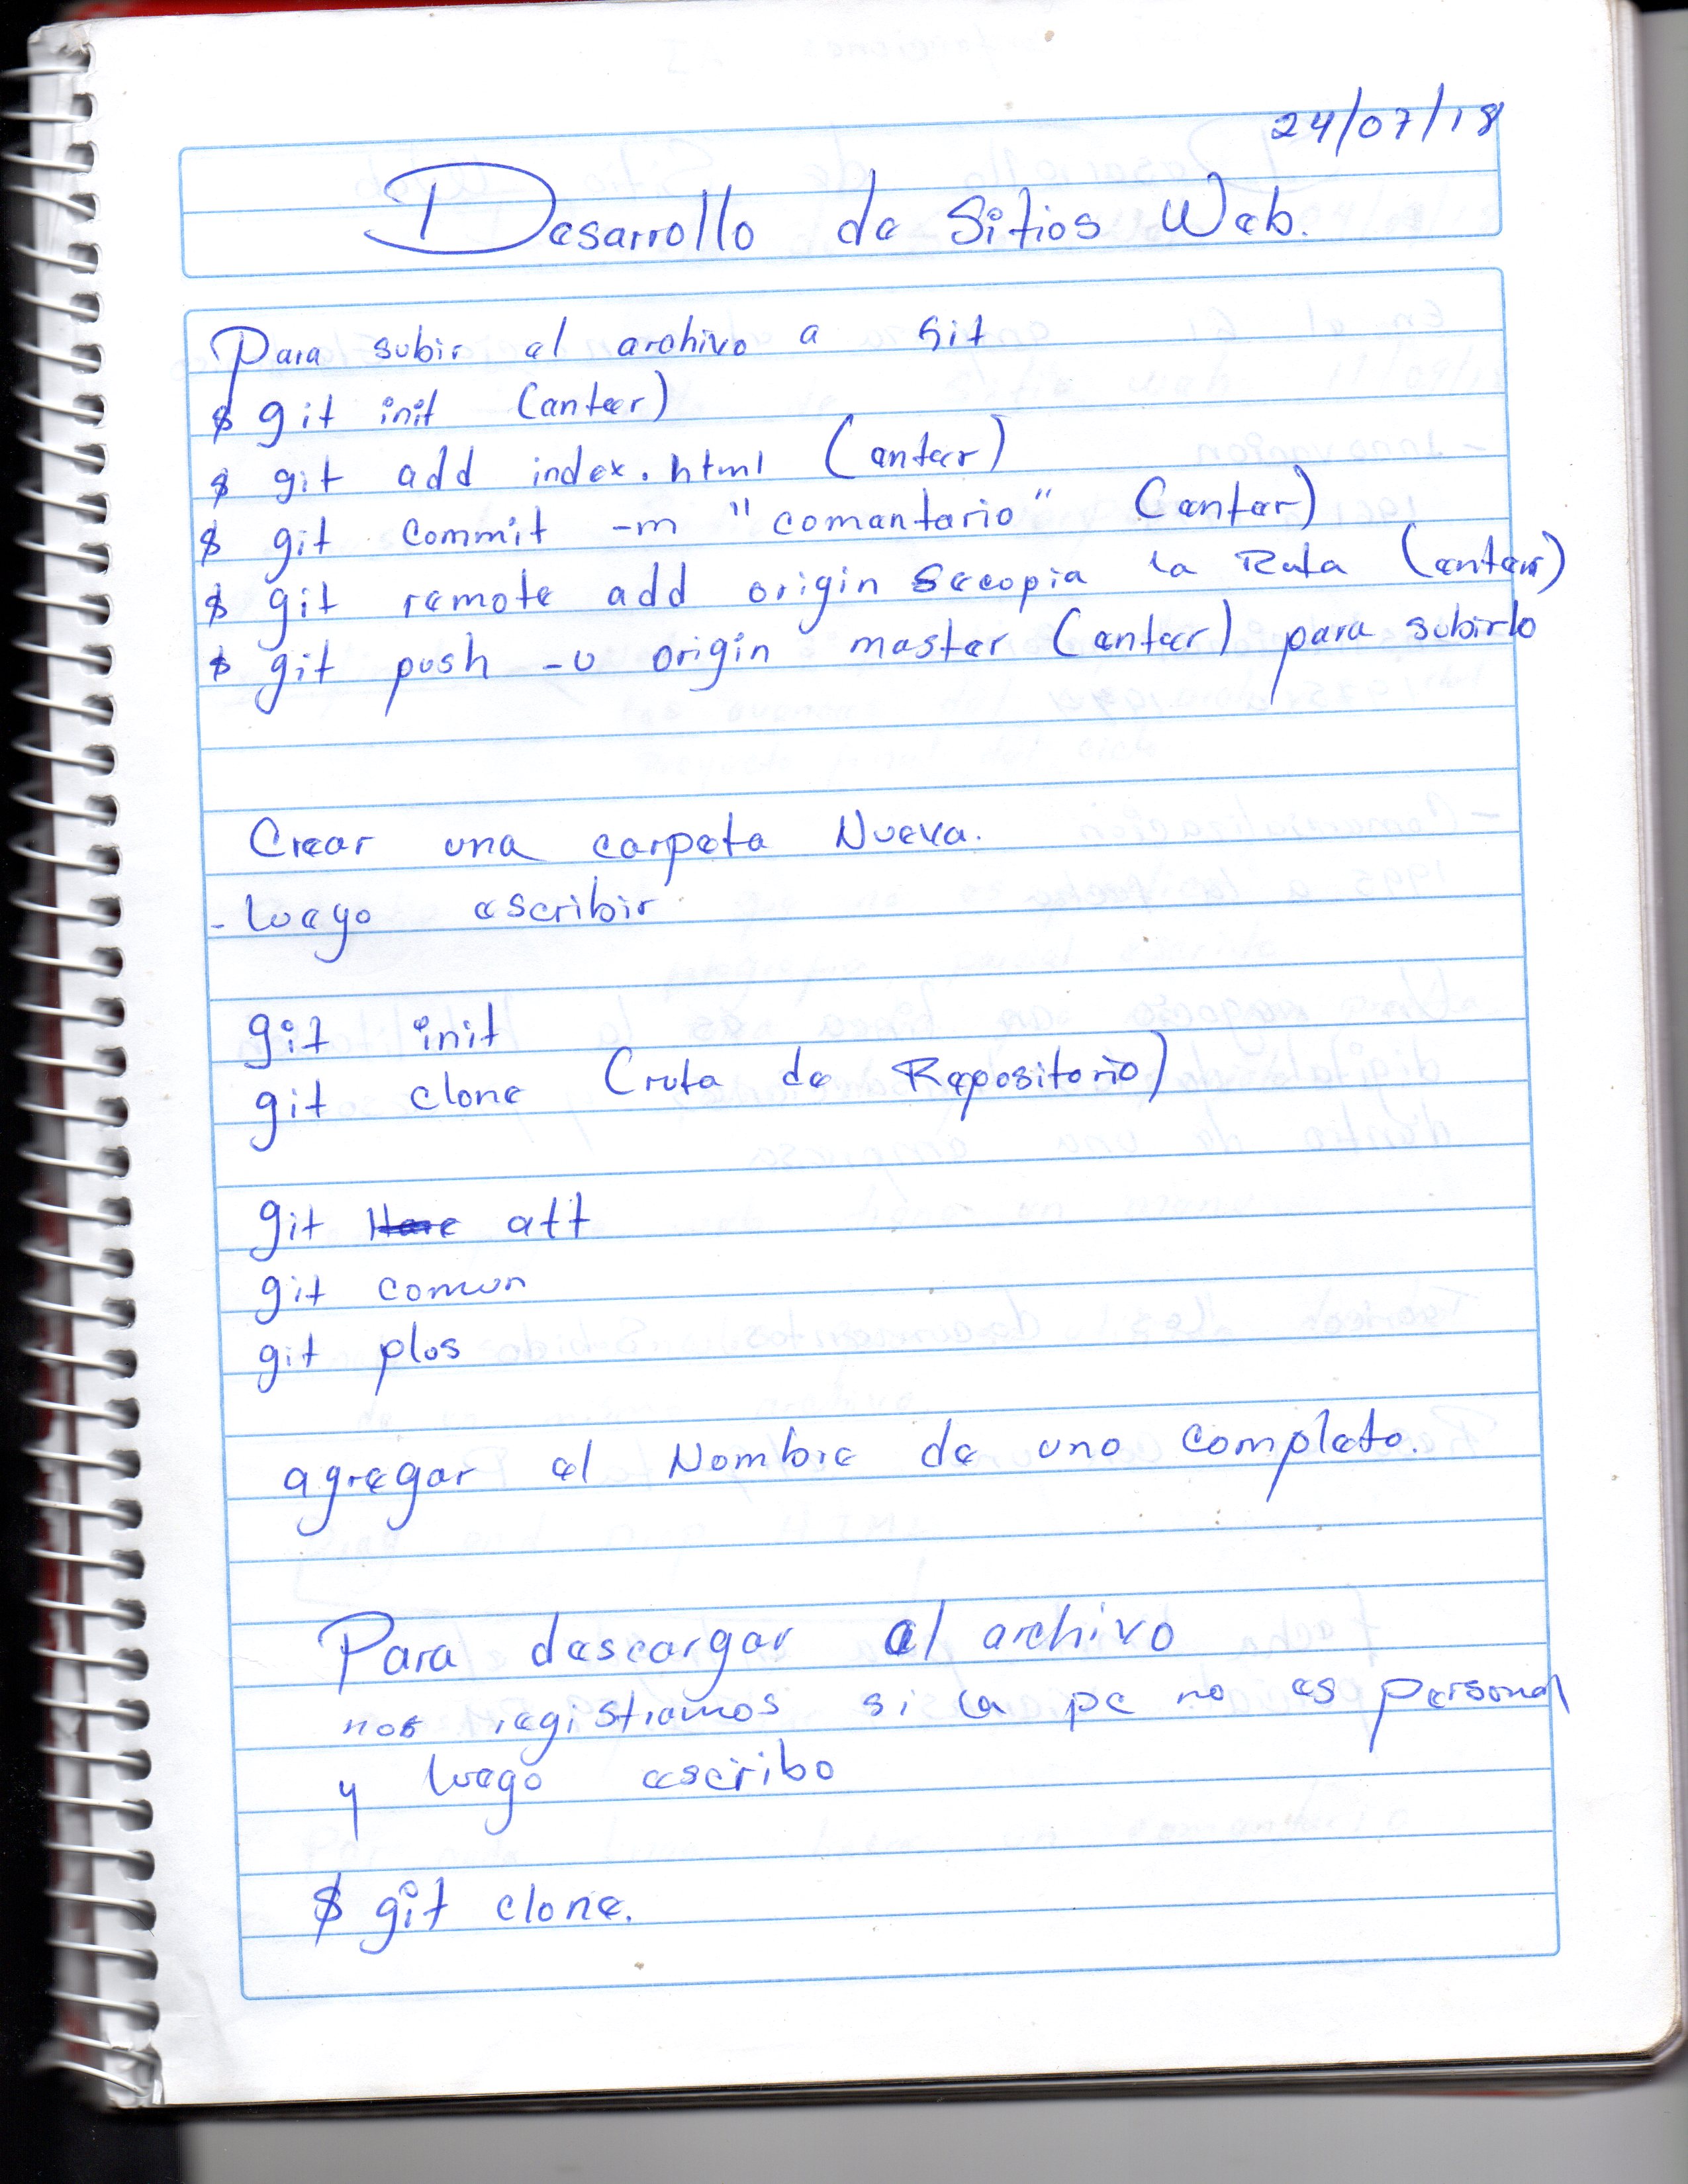 24/07/18
Desarrollo de Sitios Web.
Para subir el archivo a Git
$ git init (enter)
$ git add index.html (enter)
$ git commit -m "comentario" (enter)
$ git remote add origin se copia la Ruta (enter)
$ git push -u origin master (enter) para subirlo
Crear una carpeta Nueva.
- luego escribir
git init
git clone (ruta de Repositorio)
git att
git comun
git plos
agregar el Nombre de uno completo.
Para descargar el archivo
nos registramos si la pc no es personal
y luego escribo
$ git clone.